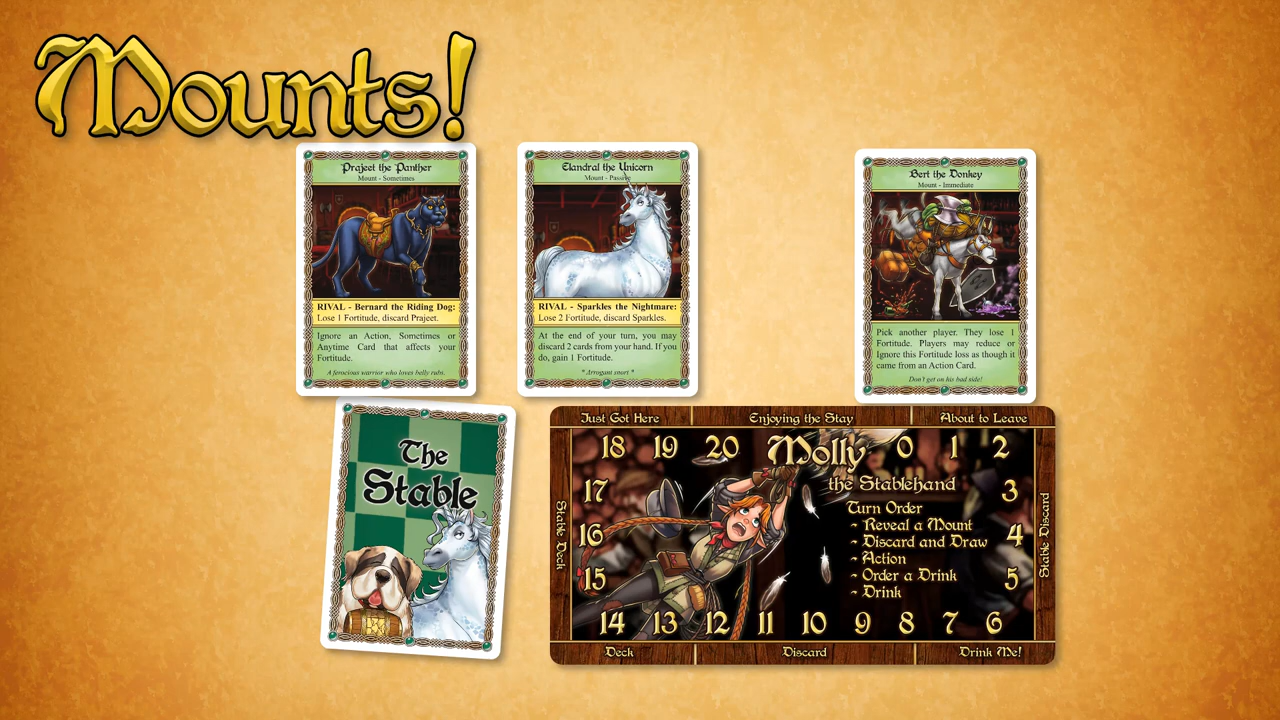 Mounts!
Prajeet the Panther
Mount - Sometimes
RIVAL - Bernard the Riding Dog:
Lose 1 Fortitude, discard Prajeet.
Ignore an Action, Sometimes or
Anytime Card that affects your
Fortitude.
A ferocious warrior who loves belly rubs.
Elandral the Unicorn
Mount - Passive
RIVAL - Sparkles the Nightmare:
Lose 2 Fortitude, discard Sparkles.
At the end of your turn, you may
discard 2 cards from your hand. If you
do, gain 1 Fortitude.
* Arrogant snort *
Bert the Donkey
Mount - Immediate
Pick another player. They lose 1
Fortitude. Players may reduce or
Ignore this Fortitude loss as though it
came from an Action Card.
Don't get on his bad side!
The
Stable
Just Got Here
Enjoying the Stay
About to Leave
18 19 20
Molly
0 1 2
the Stablehand
17
3
16
4
15
5
Turn Order
~ Reveal a Mount
~ Discard and Draw
~ Action
~ Order a Drink
~ Drink
14 13 12 11 10 9 8 7 6
Stable Deck
Stable Discard
Deck
Discard
Drink Me!